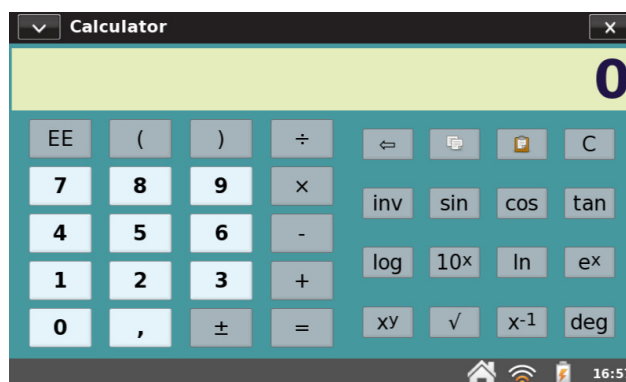 Calculator
0
EE ( ) ÷ ⇦ C
7 8 9 × inv sin cos tan
4 5 6 -
1 2 3 + log 10ˣ ln eˣ
0 , ± = xʸ √ x⁻¹ deg
16:57